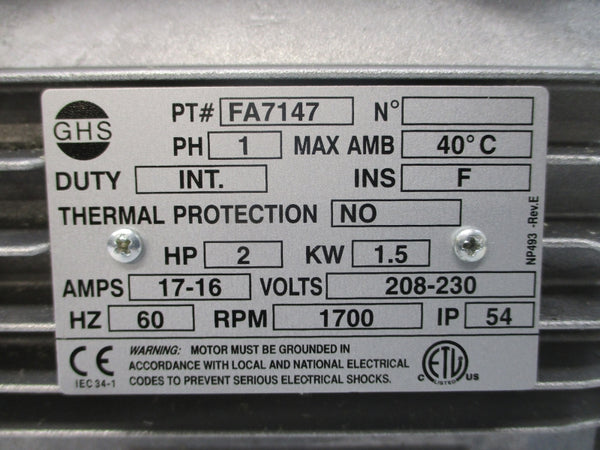 GHS
PT# FA7147 N°
PH 1 MAX AMB 40°C
DUTY INT. INS F
THERMAL PROTECTION NO
HP 2 KW 1.5
AMPS 17-16 VOLTS 208-230
HZ 60 RPM 1700 IP 54
CE IEC 34-1
WARNING: MOTOR MUST BE GROUNDED IN
ACCORDANCE WITH LOCAL AND NATIONAL ELECTRICAL
CODES TO PREVENT SERIOUS ELECTRICAL SHOCKS.
C ETL LISTED US
NP493 -Rev.E